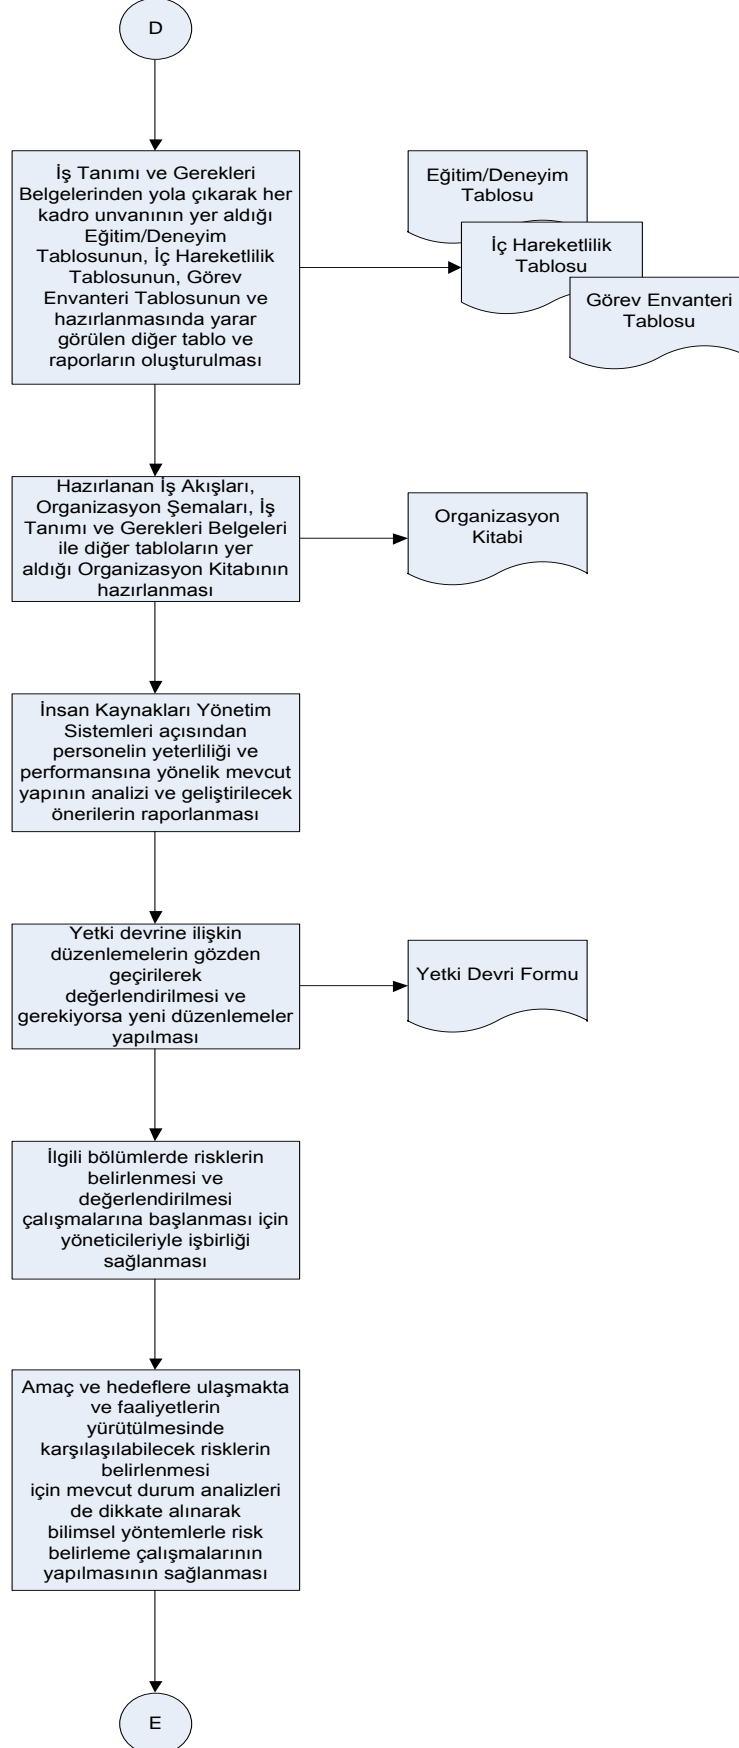 D
İş Tanımı ve Gerekleri
Belgelerinden yola çıkarak her
kadro unvanının yer aldığı
Eğitim/Deneyim
Tablosunun, İç Hareketlilik
Tablosunun, Görev
Envanteri Tablosunun ve
hazırlanmasında yarar
görülen diğer tablo ve
raporların oluşturulması
Eğitim/Deneyim
Tablosu
İç Hareketlilik
Tablosu
Görev Envanteri
Tablosu
Hazırlanan İş Akışları,
Organizasyon Şemaları, İş
Tanımı ve Gerekleri Belgeleri
ile diğer tabloların yer
aldığı Organizasyon Kitabının
hazırlanması
Organizasyon
Kitabi
İnsan Kaynakları Yönetim
Sistemleri açısından
personelin yeterliliği ve
performansına yönelik mevcut
yapının analizi ve geliştirilecek
önerilerin raporlanması
Yetki devrine ilişkin
düzenlemelerin gözden
geçirilerek
değerlendirilmesi ve
gerekiyorsa yeni düzenlemeler
yapılması
Yetki Devri Formu
İlgili bölümlerde risklerin
belirlenmesi ve
değerlendirilmesi
çalışmalarına başlanması için
yöneticileriyle işbirliği
sağlanması
Amaç ve hedeflere ulaşmakta
ve faaliyetlerin
yürütülmesinde
karşılaşılabilecek risklerin
belirlenmesi
için mevcut durum analizleri
de dikkate alınarak
bilimsel yöntemlerle risk
belirleme çalışmalarının
yapılmasının sağlanması
E